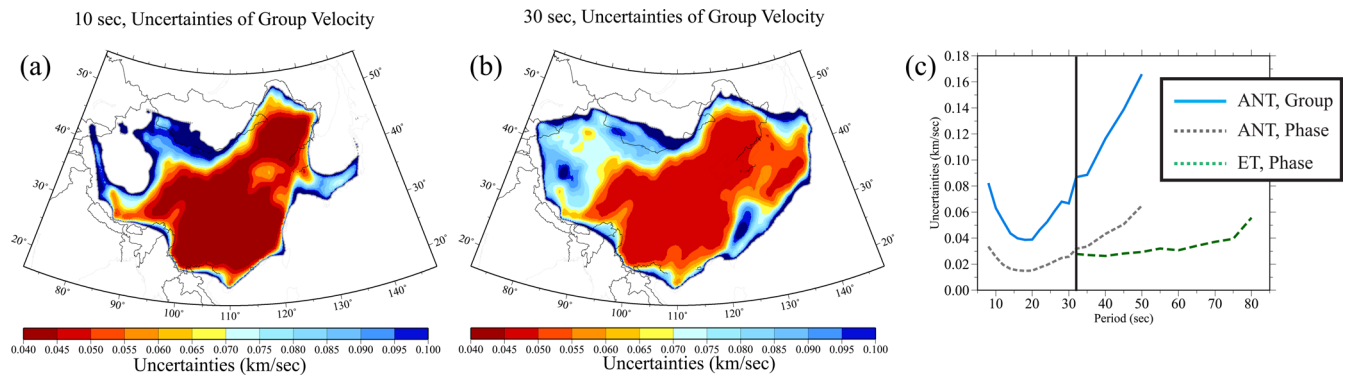 10 sec, Uncertainties of Group Velocity
(a)
50°
40°
30°
20°
80°
90°
100°
110°
120°
130°
140°
20°
30°
40°
50°
0.040 0.045 0.050 0.055 0.060 0.065 0.070 0.075 0.080 0.085 0.090 0.095 0.100
Uncertainties (km/sec)
30 sec, Uncertainties of Group Velocity
(b)
50°
40°
30°
20°
80°
90°
100°
110°
120°
130°
140°
20°
30°
40°
50°
0.040 0.045 0.050 0.055 0.060 0.065 0.070 0.075 0.080 0.085 0.090 0.095 0.100
Uncertainties (km/sec)
(c)
Uncertainties (km/sec)
0.18
0.16
0.14
0.12
0.10
0.08
0.06
0.04
0.02
0.00
10 20 30 40 50 60 70 80
Period (sec)
ANT, Group
ANT, Phase
ET, Phase